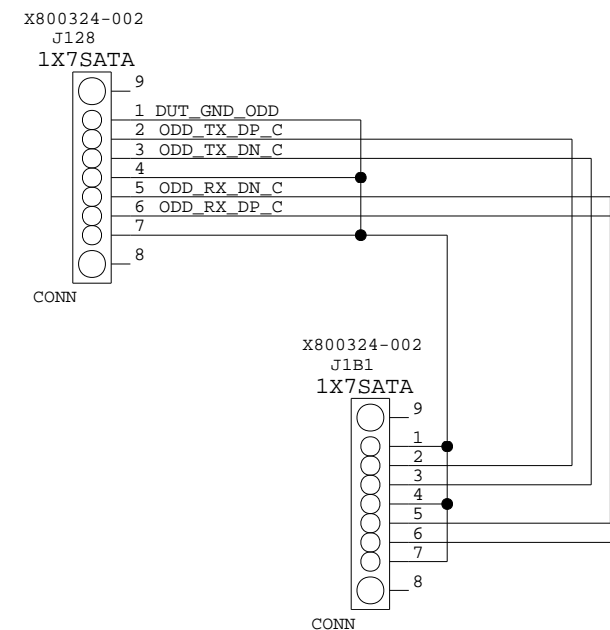 X800324-002
J128
1X7SATA
9
1 DUT_GND_ODD
2 ODD_TX_DP_C
3 ODD_TX_DN_C
4
5 ODD_RX_DN_C
6 ODD_RX_DP_C
7
8
CONN
X800324-002
J1B1
1X7SATA
9
1
2
3
4
5
6
7
8
CONN